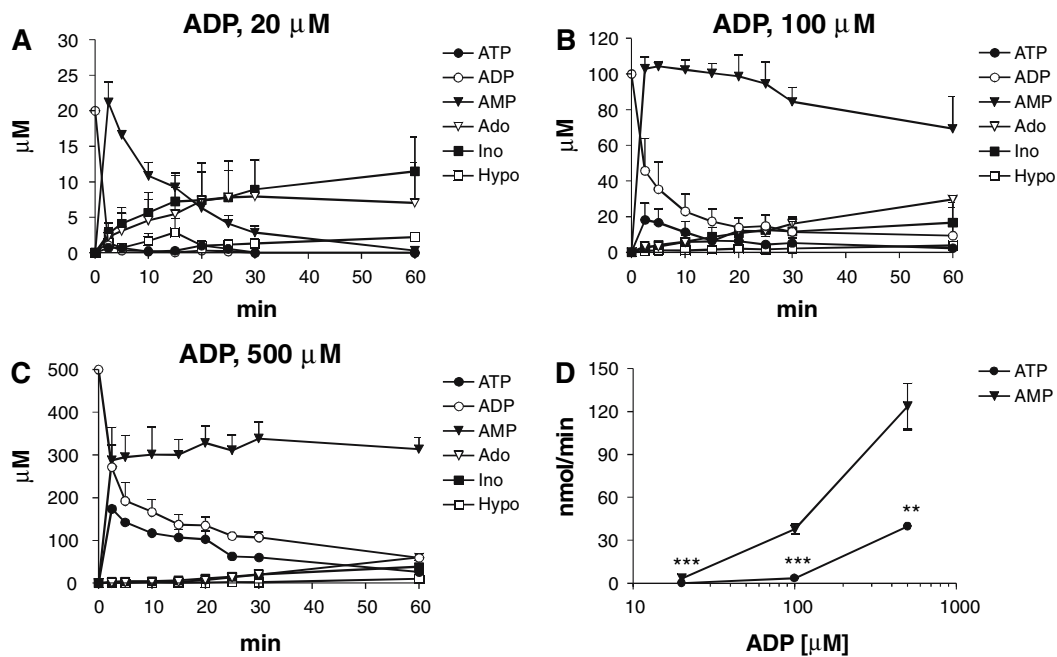 A
ADP, 20 μM
30
25
20
15
10
5
0
μM
0 10 20 30 40 50 60
min
ATP
ADP
AMP
Ado
Ino
Hypo
B
ADP, 100 μM
120
100
80
60
40
20
0
μM
0 10 20 30 40 50 60
min
ATP
ADP
AMP
Ado
Ino
Hypo
C
ADP, 500 μM
500
400
300
200
100
0
μM
0 10 20 30 40 50 60
min
ATP
ADP
AMP
Ado
Ino
Hypo
D
150
120
90
60
30
0
nmol/min
*** *** **
10 100 1000
ADP [μM]
ATP
AMP